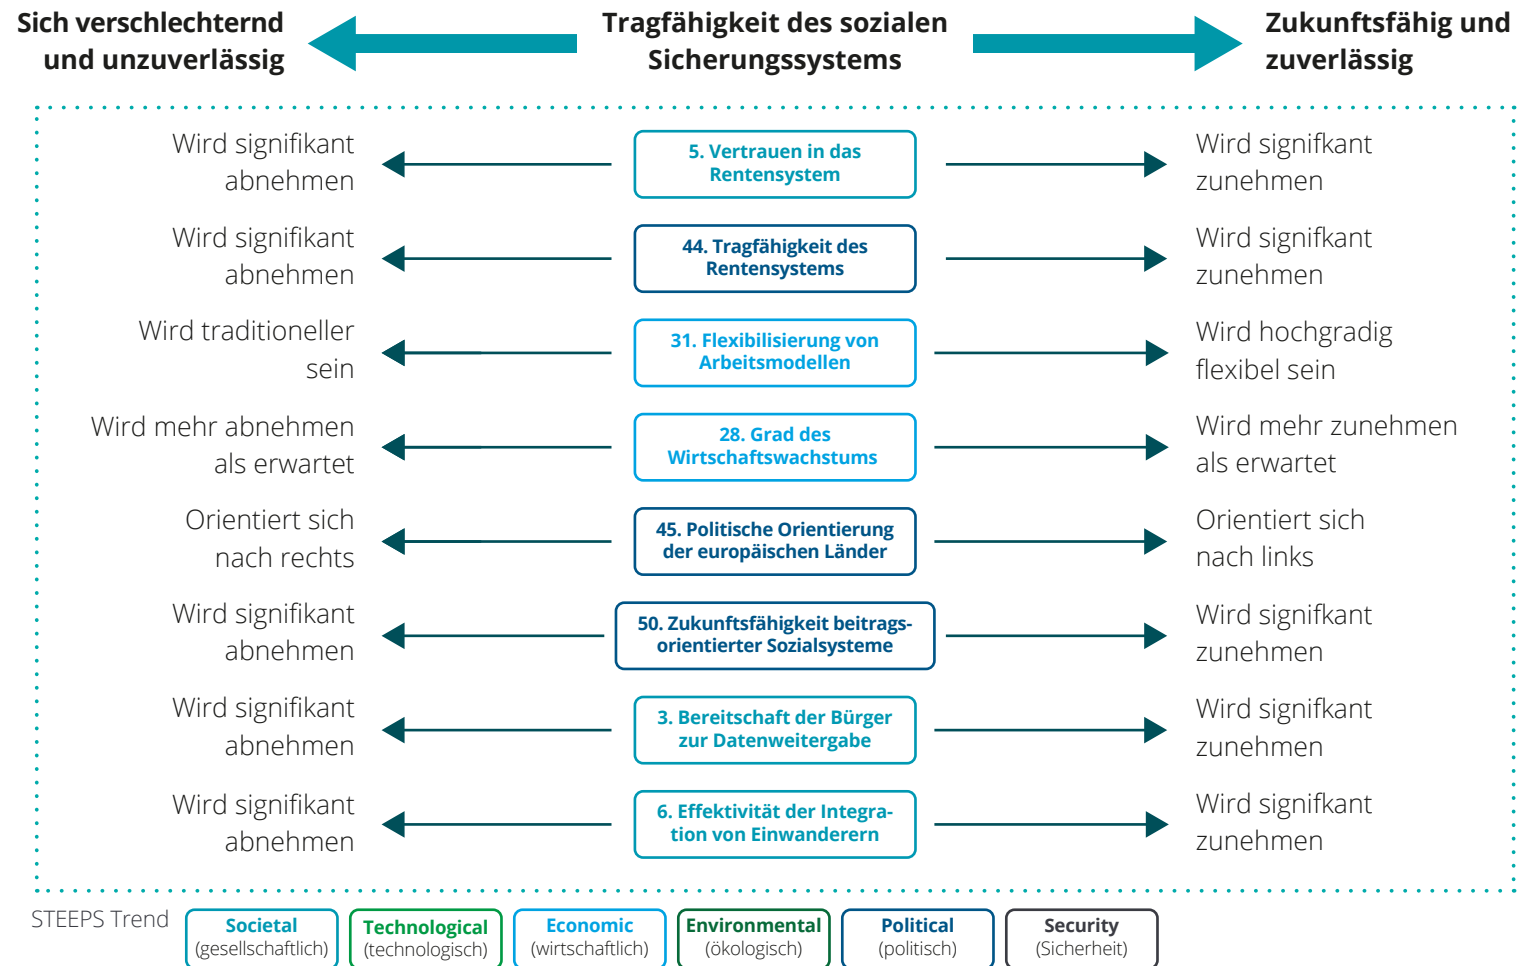 Sich verschlechternd
und unzuverlässig
Tragfähigkeit des sozialen
Sicherungssystems
Zukunftsfähig und
zuverlässig
Wird signifikant
abnehmen
5. Vertrauen in das
Rentensystem
Wird signifkant
zunehmen
Wird signifikant
abnehmen
44. Tragfähigkeit des
Rentensystems
Wird signifkant
zunehmen
Wird traditioneller
sein
31. Flexibilisierung von
Arbeitsmodellen
Wird hochgradig
flexibel sein
Wird mehr abnehmen
als erwartet
28. Grad des
Wirtschaftswachstums
Wird mehr zunehmen
als erwartet
Orientiert sich
nach rechts
45. Politische Orientierung
der europäischen Länder
Orientiert sich
nach links
Wird signifikant
abnehmen
50. Zukunftsfähigkeit beitrags-
orientierter Sozialsysteme
Wird signifkant
zunehmen
Wird signifikant
abnehmen
3. Bereitschaft der Bürger
zur Datenweitergabe
Wird signifkant
zunehmen
Wird signifikant
abnehmen
6. Effektivität der Integra-
tion von Einwanderern
Wird signifkant
zunehmen
STEEPS Trend
Societal
(gesellschaftlich)
Technological
(technologisch)
Economic
(wirtschaftlich)
Environmental
(ökologisch)
Political
(politisch)
Security
(Sicherheit)